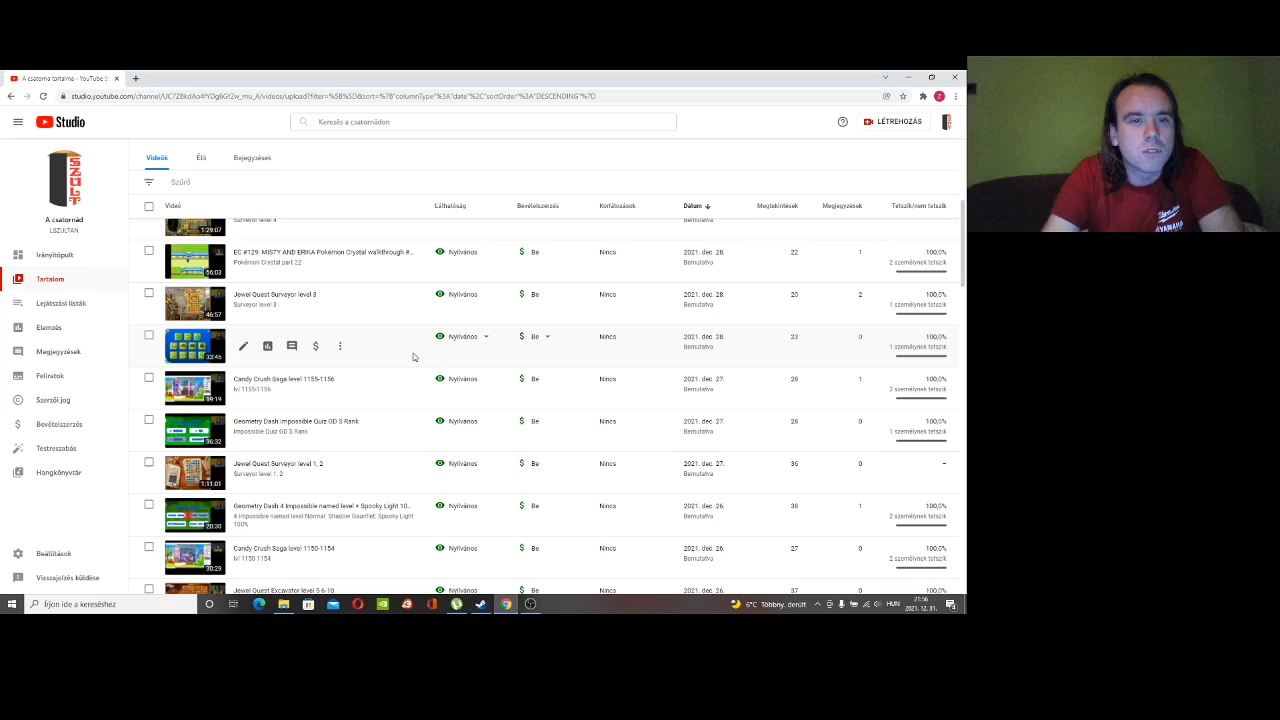 A csatorna tartalma - YouTube S
studio.youtube.com/channel/UC7ZBkdAo4fYDg6Gt2w_mu_A/videos/upload?filter=%5B%5D&sort=%7B"columnType"%3A"date"%2C"sortOrder"%3A"DESCENDING"%7D
Z
Studio
Keresés a csatornádon
LÉTREHOZÁS
SZULT
Videók Élő Bejegyzések
Szűrő
A csatornád
LSZULTAN
Irányítópult
Tartalom
Lejátszási listák
Elemzés
Megjegyzések
Feliratok
Szerzői jog
Bevételszerzés
Testreszabás
Hangkönyvtár
Beállítások
Visszajelzés küldése
Videó Láthatóság Bevételszerzés Korlátozások Dátum Megtekintések Megjegyzések Tetszik/nem tetszik
1:29:07 Surveyor level 4 Bemutatva 2 személynek tetszik
EC #129: MISTY AND ERIKA Pokémon Crystal walkthrough #... Nyilvános Be Nincs 2021. dec. 28. 22 1 100,0%
56:03 Pokémon Crystal part 22 Bemutatva 2 személynek tetszik
Jewel Quest Surveyor level 3 Nyilvános Be Nincs 2021. dec. 28. 20 2 100,0%
46:57 Surveyor level 3 Bemutatva 1 személynek tetszik
Nyilvános Be Nincs 2021. dec. 28. 23 0 100,0%
33:45 Bemutatva 1 személynek tetszik
Candy Crush Saga level 1155-1156 Nyilvános Be Nincs 2021. dec. 27. 28 1 100,0%
19:19 lvl 1155-1156 Bemutatva 2 személynek tetszik
Geometry Dash Impossible Quiz GD S Rank Nyilvános Be Nincs 2021. dec. 27. 28 0 100,0%
36:32 Impossible Quiz GD S Rank Bemutatva 1 személynek tetszik
Jewel Quest Surveyor level 1, 2 Nyilvános Be Nincs 2021. dec. 27. 36 0 –
1:11:01 Surveyor level 1, 2 Bemutatva
Geometry Dash 4 Impossible named level + Spooky Light 10... Nyilvános Be Nincs 2021. dec. 26. 38 1 100,0%
20:30 4 Impossible named level Normal: Shadow Gauntlet: Spooky Light 100% Bemutatva 2 személynek tetszik
Candy Crush Saga level 1150-1154 Nyilvános Be Nincs 2021. dec. 26. 27 0 100,0%
30:29 lvl 1150-1154 Bemutatva 2 személynek tetszik
Jewel Quest Excavator level 5 6-10 Nyilvános Be Nincs 2021. dec. 26. 37 0 100,0%
Írjon ide a kereséshez
6°C Többny. derült
HUN
21:56
2021. 12. 31.
YAMAHA